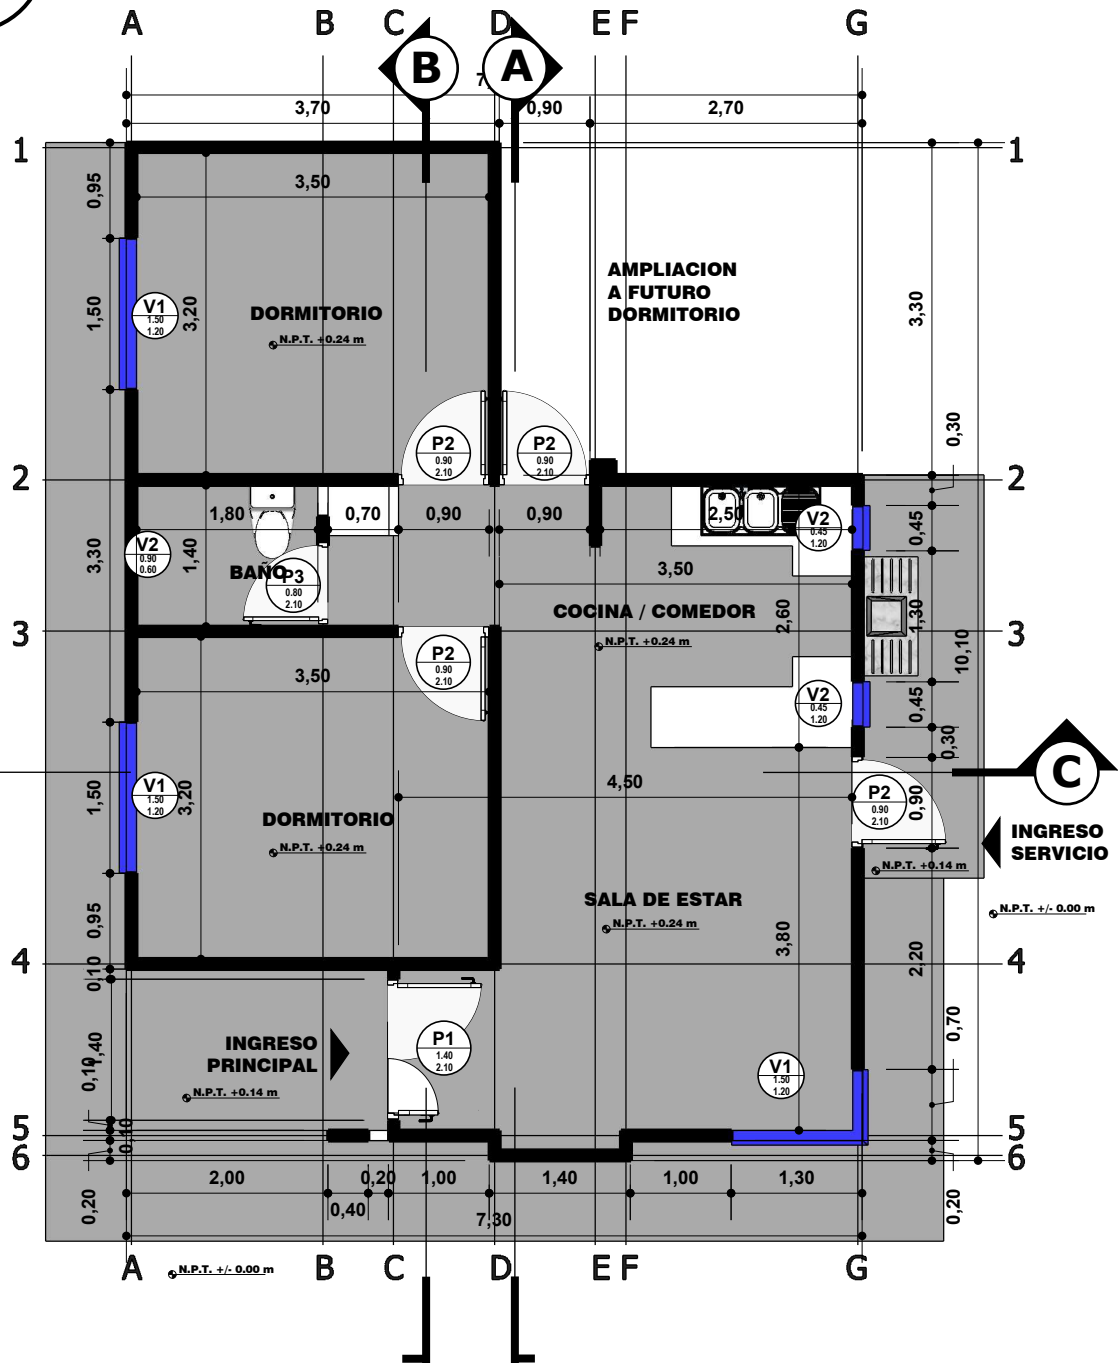 A B C D E F G
B A
7,
3,70 0,90 2,70
1 1
3,50
0,95
AMPLIACION
A FUTURO
DORMITORIO
V1
1.50
1.20
1,50
3,20
DORMITORIO
N.P.T. +0.24 m
3,30
P2
0.90
2.10
P2
0.90
2.10
0,30
2 2
1,80 0,70 0,90 0,90 2,50
V2
0.45
1.20
0,45
V2
0.90
0.60
3,30
1,40
BAÑO
P3
0.80
2.10
3,50
COCINA / COMEDOR
N.P.T. +0.24 m
2,60
1,30
10,10
3 3
P2
0.90
2.10
3,50
V2
0.45
1.20
0,45
0,30
4,50
C
V1
1.50
1.20
1,50
3,20
DORMITORIO
N.P.T. +0.24 m
P2
0.90
2.10
0,90
INGRESO
SERVICIO
N.P.T. +0.14 m
N.P.T. +/- 0.00 m
SALA DE ESTAR
N.P.T. +0.24 m
0,95
3,80
2,20
4 4
0,10
1,40
0,10
INGRESO
PRINCIPAL
N.P.T. +0.14 m
P1
1.40
2.10
V1
1.50
1.20
0,70
5 5
0,10
6 6
2,00 0,20 1,00 1,40 1,00 1,30
0,40
0,20 0,20
7,30
A B C D E F G
N.P.T. +/- 0.00 m